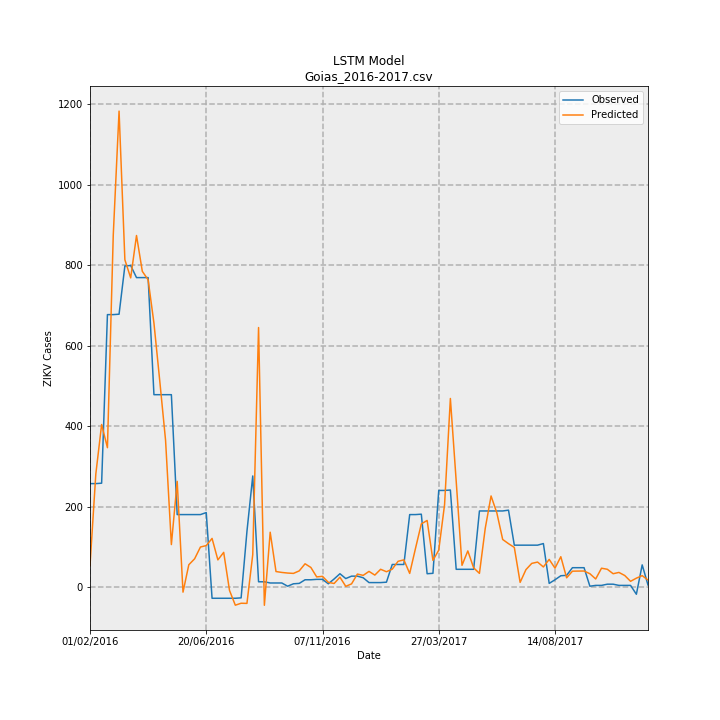 LSTM Model
Goias_2016-2017.csv
Observed
Predicted
1200
1000
800
600
400
200
0
ZIKV Cases
01/02/2016 20/06/2016 07/11/2016 27/03/2017 14/08/2017
Date